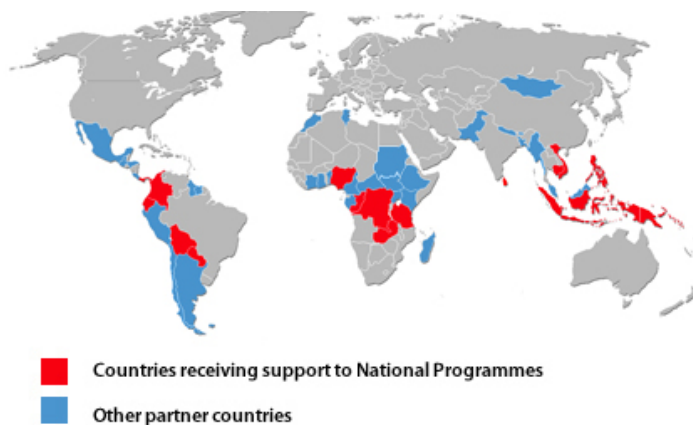 Countries receiving support to National Programmes
Other partner countries